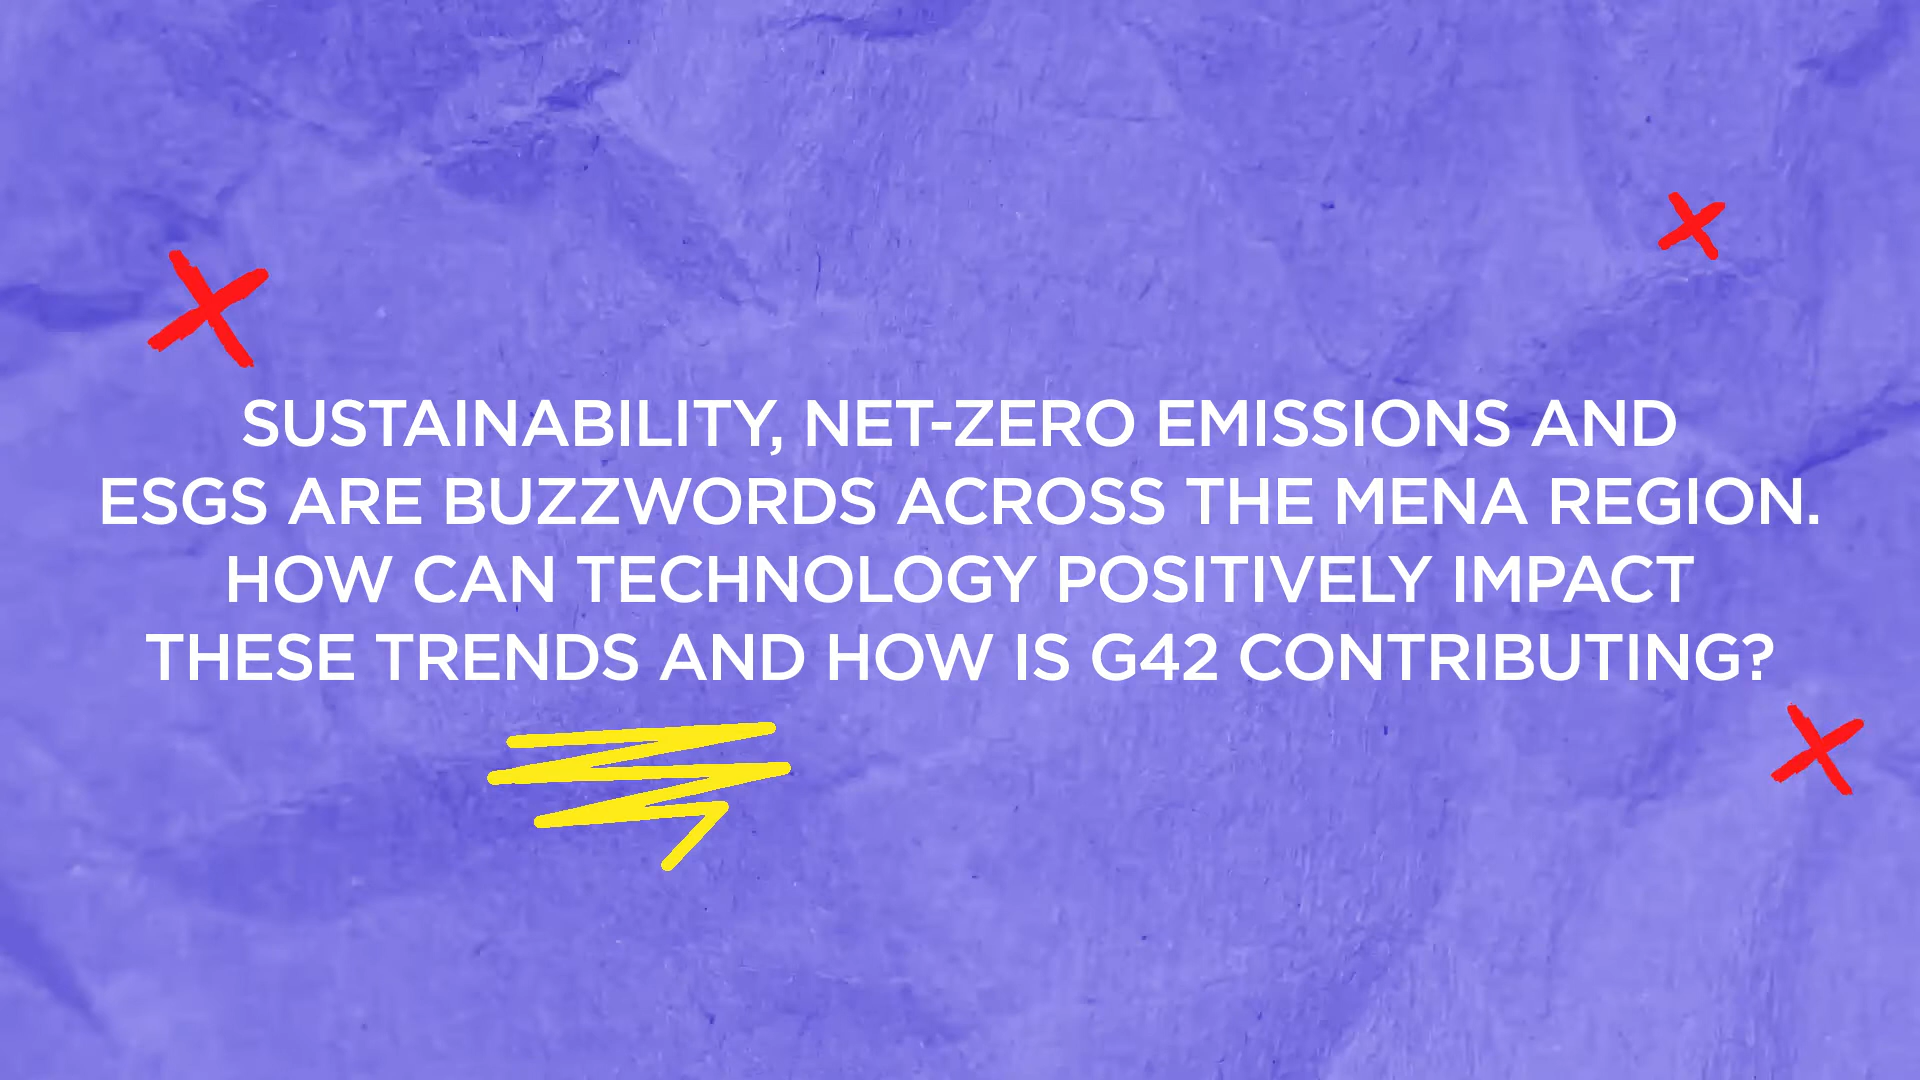 SUSTAINABILITY, NET-ZERO EMISSIONS AND
ESGS ARE BUZZWORDS ACROSS THE MENA REGION.
HOW CAN TECHNOLOGY POSITIVELY IMPACT
THESE TRENDS AND HOW IS G42 CONTRIBUTING?